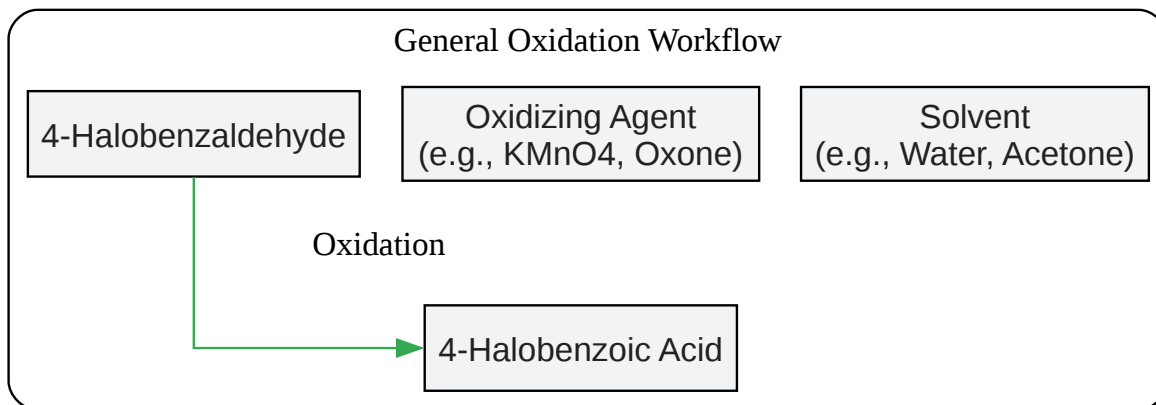 General Oxidation Workflow
4-Halobenzaldehyde
Oxidizing Agent
(e.g., KMnO4, Oxone)
Solvent
(e.g., Water, Acetone)
Oxidation
4-Halobenzoic Acid